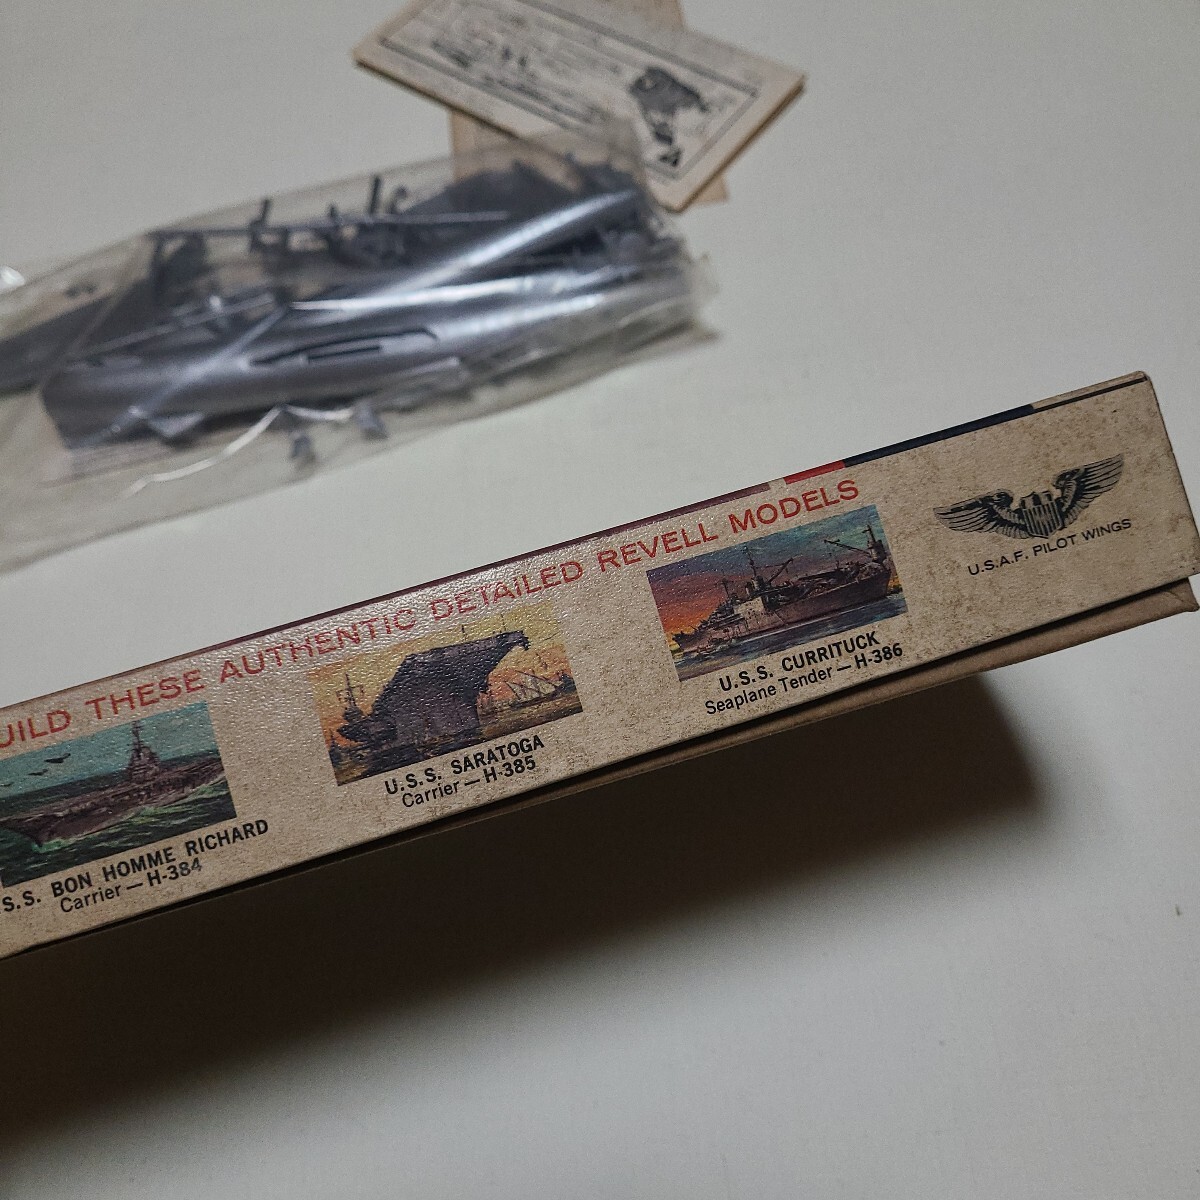 UILD THESE AUTHENTIC DETAILED REVELL MODELS
S.S. BON HOMME RICHARD
Carrier—H-384
U.S.S. SARATOGA
Carrier—H-385
U.S.S. CURRITUCK
Seaplane Tender—H-386
U.S.A.F. PILOT WINGS